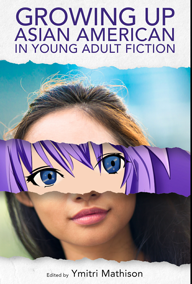 GROWING UP
ASIAN AMERICAN
IN YOUNG ADULT FICTION
Edited by Ymitri Mathison